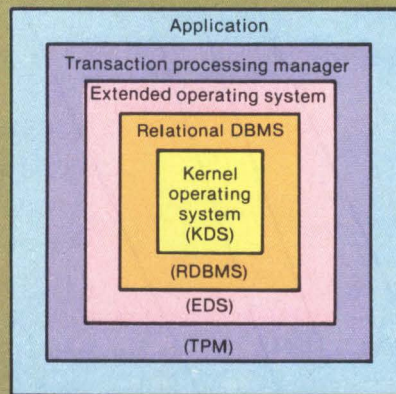 Application
Transaction processing manager
Extended operating system
Relational DBMS
Kernel
operating
system
(KDS)
(RDBMS)
(EDS)
(TPM)